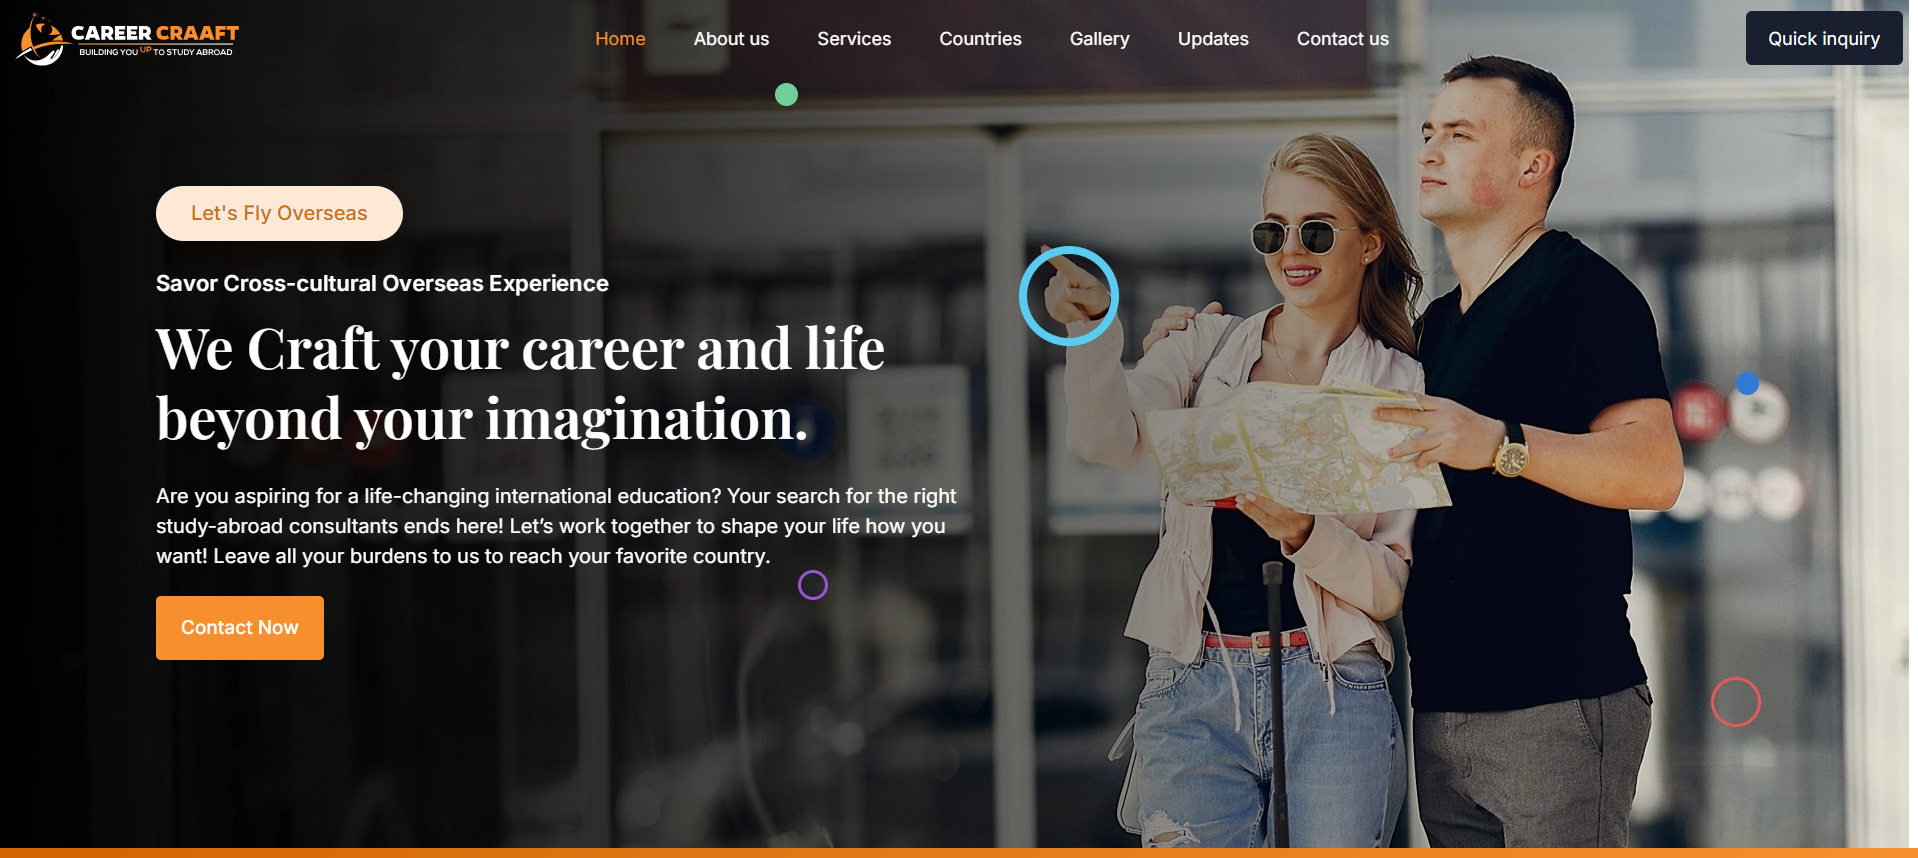 CAREER CRAAFT
BUILDING YOU UP TO STUDY ABROAD
Home
About us
Services
Countries
Gallery
Updates
Contact us
Quick inquiry
Let's Fly Overseas
Savor Cross-cultural Overseas Experience
We Craft your career and life
beyond your imagination.
Are you aspiring for a life-changing international education? Your search for the right
study-abroad consultants ends here! Let’s work together to shape your life how you
want! Leave all your burdens to us to reach your favorite country.
Contact Now